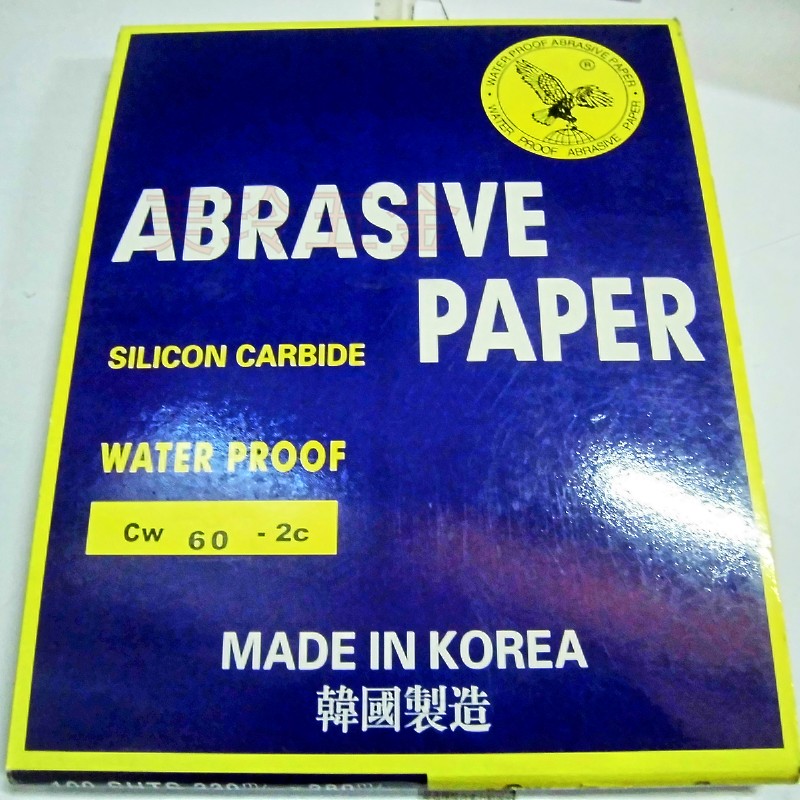 WATER PROOF ABRASIVE PAPER
®
WATER PROOF ABRASIVE PAPER
ABRASIVE
PAPER
SILICON CARBIDE
WATER PROOF
Cw 60 - 2c
MADE IN KOREA
韓國製造